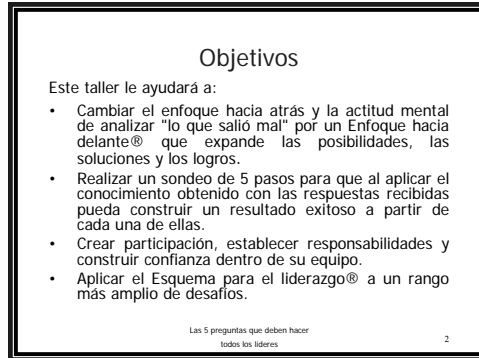 Objetivos
Este taller le ayudará a:
• Cambiar el enfoque hacia atrás y la actitud mental
de analizar "lo que salió mal" por un Enfoque hacia
delante® que expande las posibilidades, las
soluciones y los logros.
• Realizar un sondeo de 5 pasos para que al aplicar el
conocimiento obtenido con las respuestas recibidas
pueda construir un resultado exitoso a partir de
cada una de ellas.
• Crear participación, establecer responsabilidades y
construir confianza dentro de su equipo.
• Aplicar el Esquema para el liderazgo® a un rango
más amplio de desafíos.
Las 5 preguntas que deben hacer
todos los líderes
2